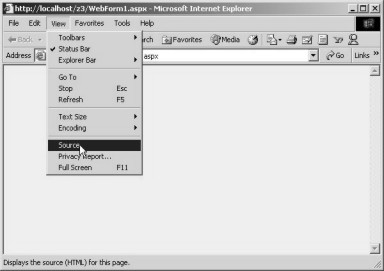 http://localhost/z3/WebForm1.aspx - Microsoft Internet Explorer
File Edit View Favorites Tools Help
Back rch Favorites Media
Address aspx Go Links »
Toolbars
Status Bar
Explorer Bar
Go To
Stop Esc
Refresh F5
Text Size
Encoding
Source
Privacy Report...
Full Screen F11
Displays the source (HTML) for this page.